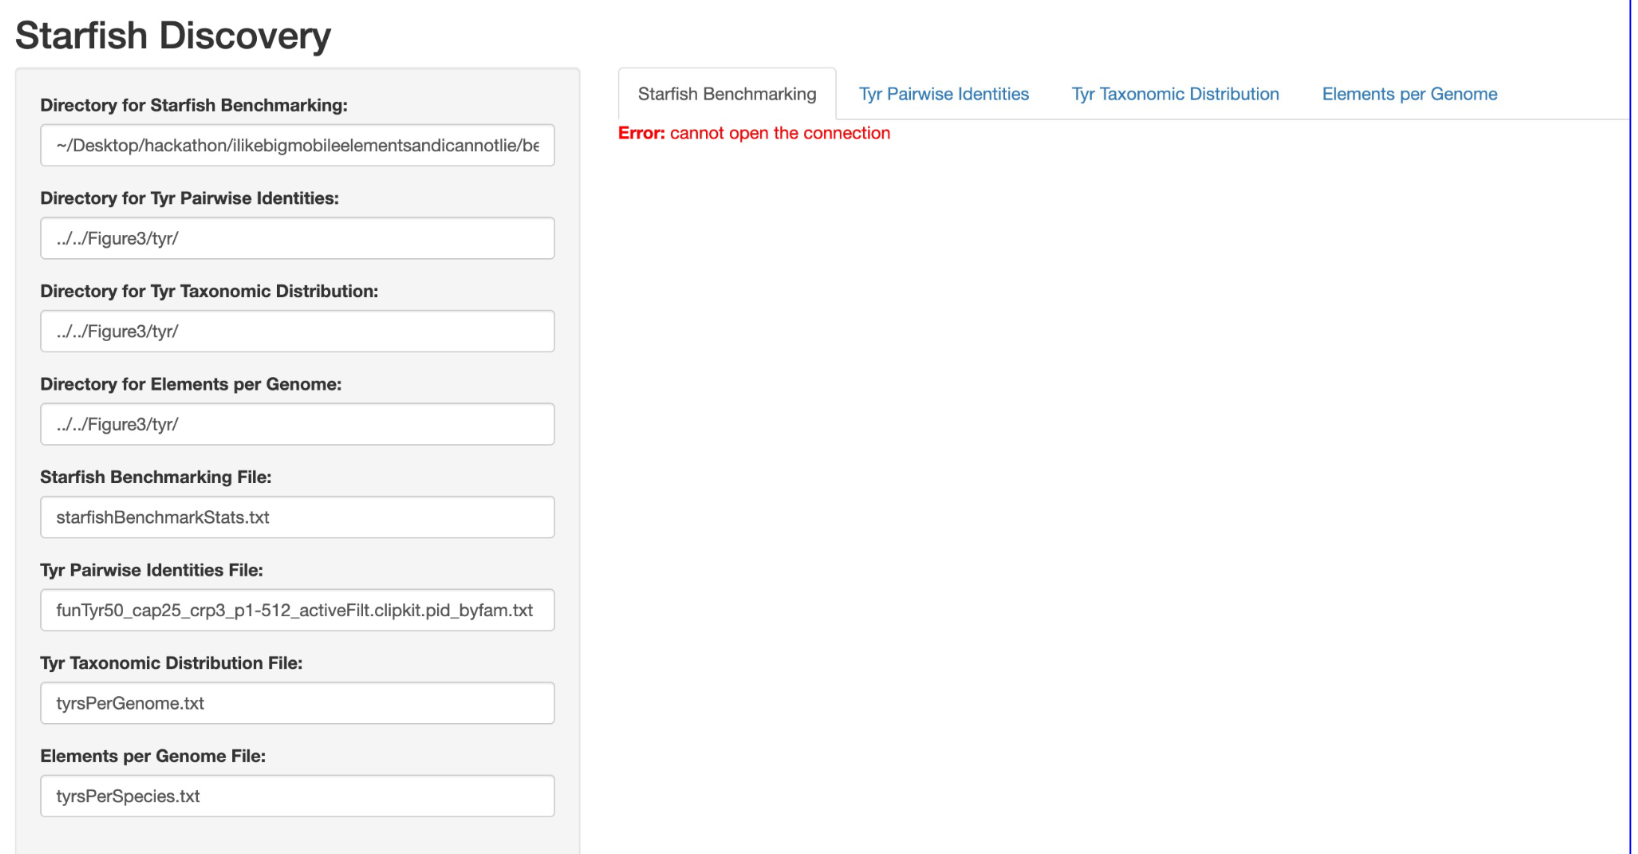 Starfish Discovery
Directory for Starfish Benchmarking:
~/Desktop/hackathon/ilikebigmobileelementsandicannotlie/be
Directory for Tyr Pairwise Identities:
../../Figure3/tyr/
Directory for Tyr Taxonomic Distribution:
../../Figure3/tyr/
Directory for Elements per Genome:
../../Figure3/tyr/
Starfish Benchmarking File:
starfishBenchmarkStats.txt
Tyr Pairwise Identities File:
funTyr50_cap25_crp3_p1-512_activeFilt.clipkit.pid_byfam.txt
Tyr Taxonomic Distribution File:
tyrsPerGenome.txt
Elements per Genome File:
tyrsPerSpecies.txt
Starfish Benchmarking Tyr Pairwise Identities Tyr Taxonomic Distribution Elements per Genome
Error: cannot open the connection